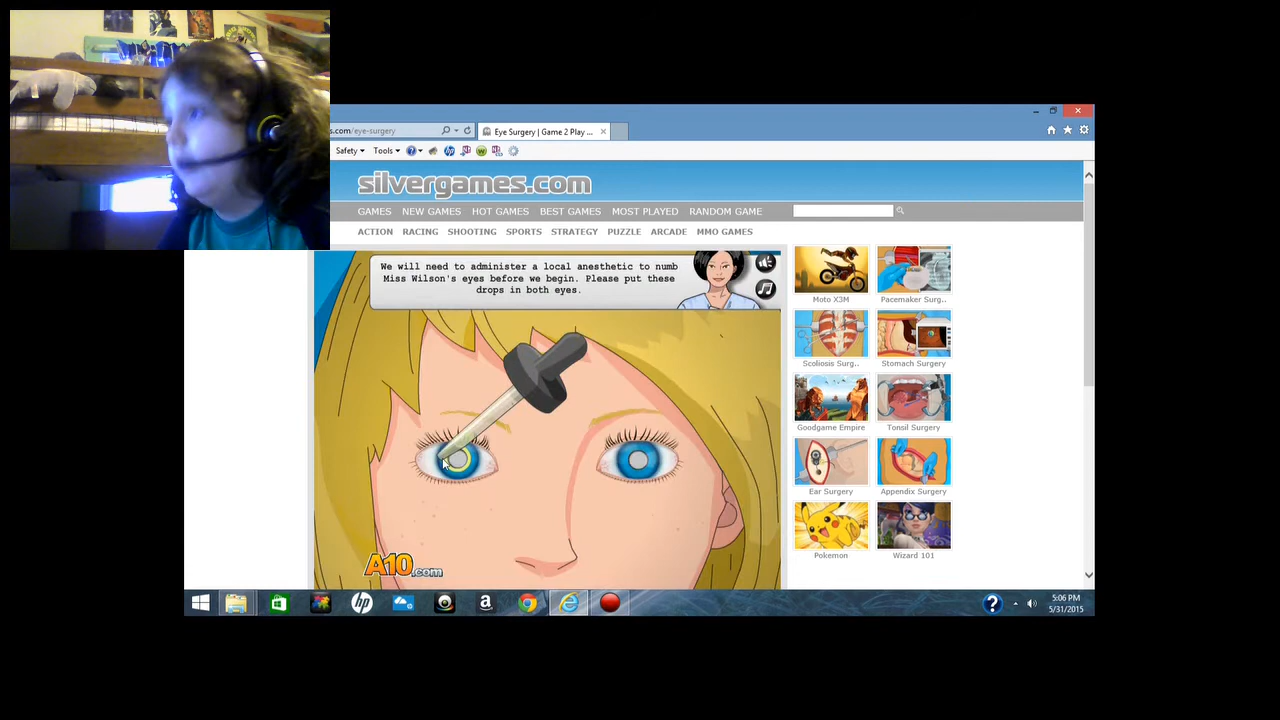 s.com/eye-surgery
Eye Surgery | Game 2 Play ...
Safety Tools
silvergames.com
GAMES NEW GAMES HOT GAMES BEST GAMES MOST PLAYED RANDOM GAME
ACTION RACING SHOOTING SPORTS STRATEGY PUZZLE ARCADE MMO GAMES
We will need to administer a local anesthetic to numb
Miss Wilson's eyes before we begin. Please put these
drops in both eyes.
Moto X3M Pacemaker Surg..
Scoliosis Surg.. Stomach Surgery
Goodgame Empire Tonsil Surgery
Ear Surgery Appendix Surgery
Pokemon Wizard 101
A10.com
5:06 PM
5/31/2015